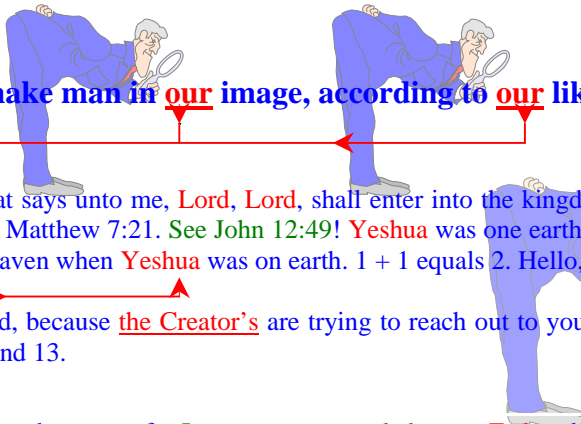 make man in our image, according to our lik
at says unto me, Lord, Lord, shall enter into the kingd
Matthew 7:21. See John 12:49! Yeshua was one earth
aven when Yeshua was on earth. 1 + 1 equals 2. Hello,
d, because the Creator's are trying to reach out to you
nd 13.